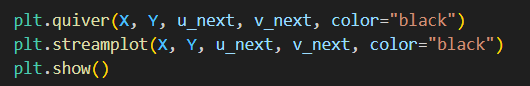 plt.quiver(X, Y, u_next, v_next, color="black")
plt.streamplot(X, Y, u_next, v_next, color="black")
plt.show()